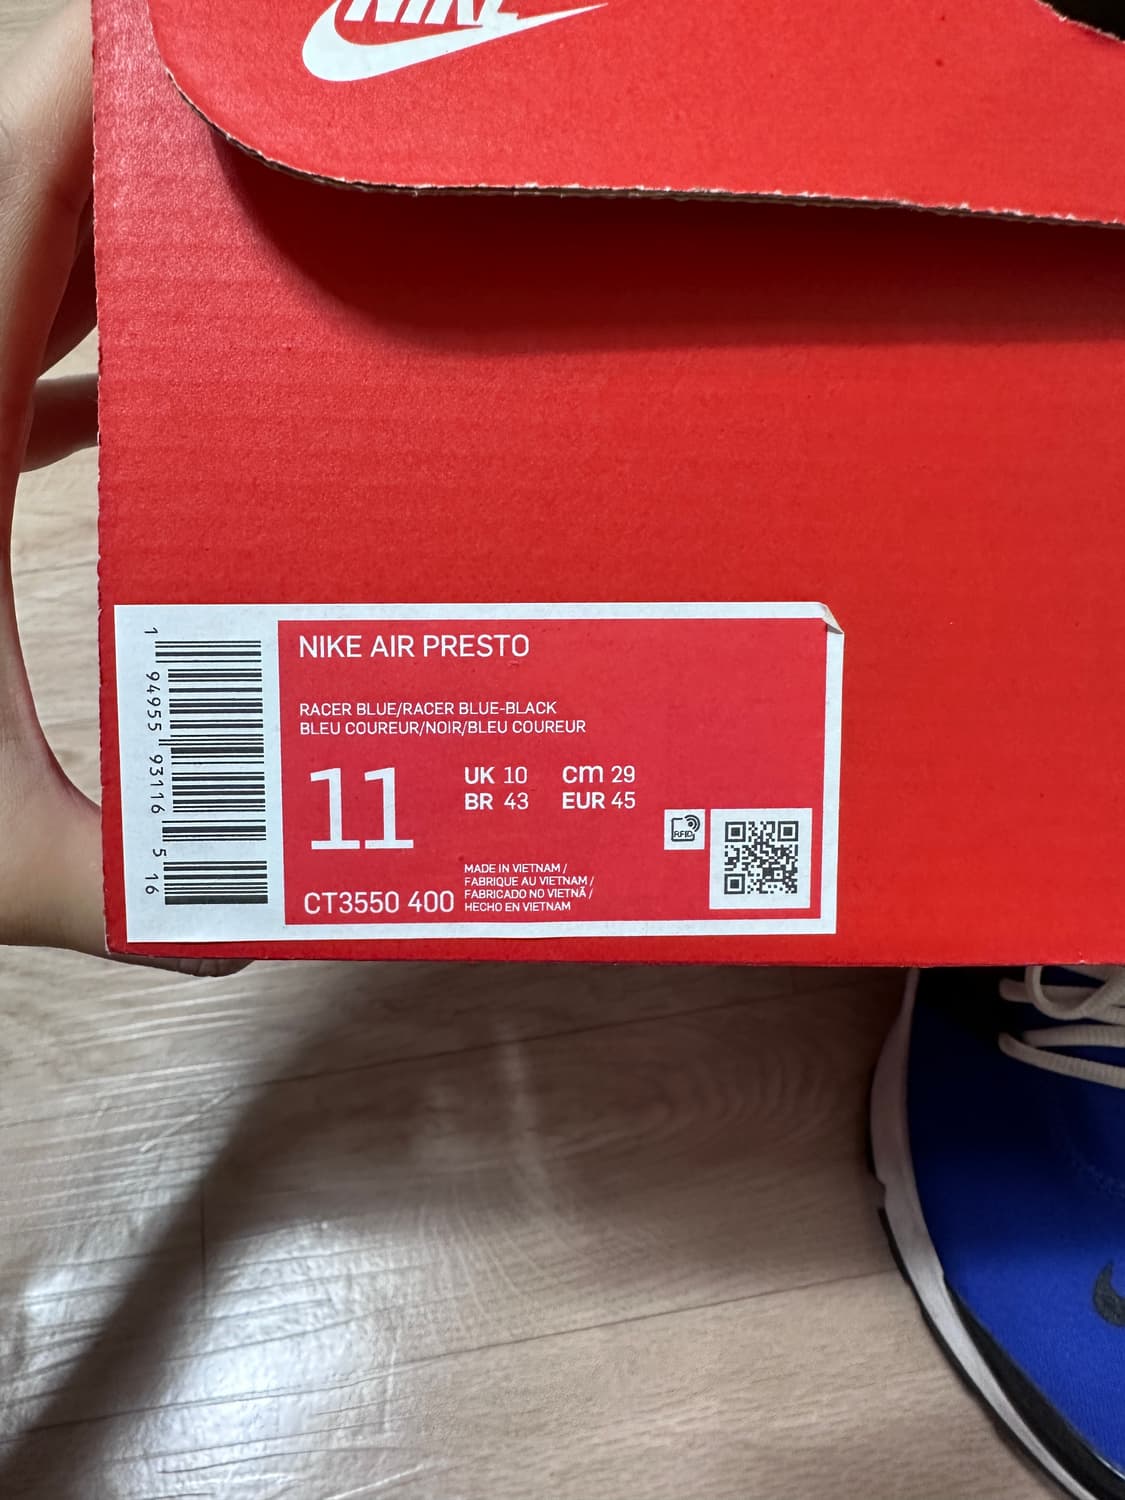 NIKE
NIKE AIR PRESTO
RACER BLUE/RACER BLUE-BLACK
BLEU COUREUR/NOIR/BLEU COUREUR
11
UK 10 cm 29
BR 43 EUR 45
RFID
CT3550 400
MADE IN VIETNAM /
FABRIQUE AU VIETNAM /
FABRICADO NO VIETNÃ /
HECHO EN VIETNAM
1 94955 93116 5 16